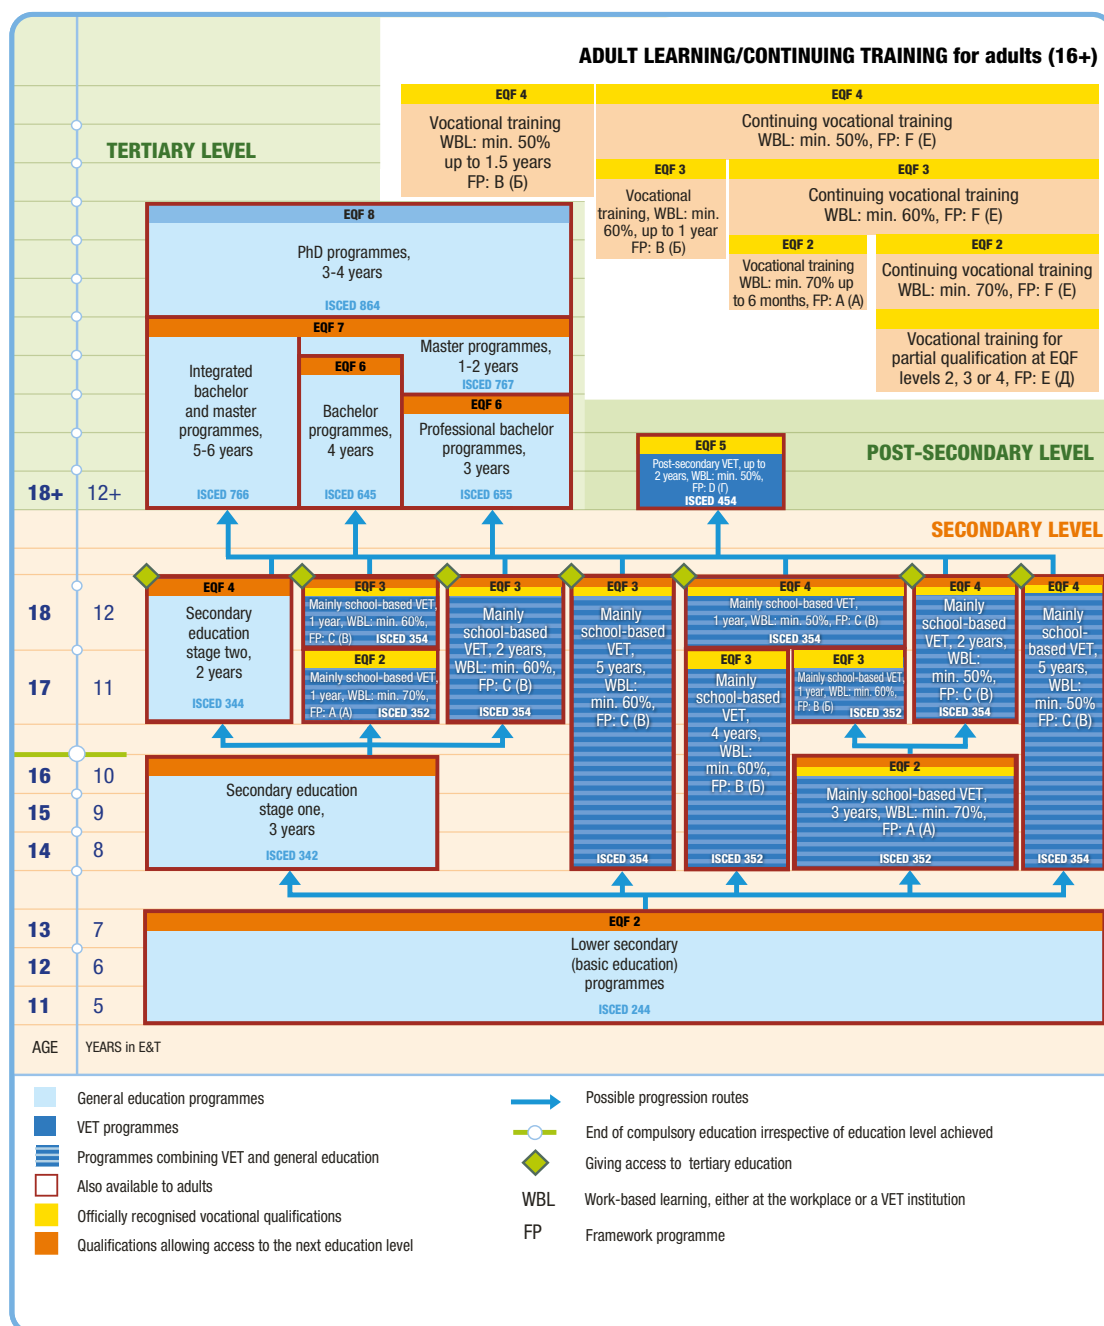 ADULT LEARNING/CONTINUING TRAINING for adults (16+)
EQF 4
Vocational training
WBL: min. 50%
up to 1.5 years
FP: B (Б)
EQF 4
Continuing vocational training
WBL: min. 50%, FP: F (E)
TERTIARY LEVEL
EQF 3
Vocational
training, WBL: min.
60%, up to 1 year
FP: B (Б)
EQF 3
Continuing vocational training
WBL: min. 60%, FP: F (E)
EQF 2
Vocational training
WBL: min. 70% up
to 6 months, FP: A (A)
EQF 2
Continuing vocational training
WBL: min. 70%, FP: F (E)
Vocational training for
partial qualification at EQF
levels 2, 3 or 4, FP: E (Д)
EQF 8
PhD programmes,
3-4 years
ISCED 864
EQF 7
Integrated
bachelor
and master
programmes,
5-6 years
ISCED 766
Master programmes,
1-2 years
ISCED 767
EQF 6
Bachelor
programmes,
4 years
ISCED 645
EQF 6
Professional bachelor
programmes,
3 years
ISCED 655
POST-SECONDARY LEVEL
EQF 5
Post-secondary VET, up to
2 years, WBL: min. 50%,
FP: D (Г)
ISCED 454
18+ 12+
SECONDARY LEVEL
EQF 4
Secondary
education
stage two,
2 years
ISCED 344
EQF 3
Mainly school-based VET,
1 year, WBL: min. 60%,
FP: C (B) ISCED 354
EQF 2
Mainly school-based VET,
1 year, WBL: min. 70%,
FP: A (A) ISCED 352
EQF 3
Mainly
school-based
VET, 2 years,
WBL: min. 60%,
FP: C (B)
ISCED 354
EQF 3
Mainly
school-based
VET,
5 years,
WBL:
min. 60%,
FP: C (B)
ISCED 354
EQF 4
Mainly school-based VET,
1 year, WBL: min. 50%, FP: C (B)
ISCED 354
EQF 3
Mainly
school-based
VET,
4 years,
WBL:
min. 60%,
FP: B (Б)
ISCED 352
EQF 3
Mainly school-based VET,
1 year, WBL: min. 60%,
FP: B (Б) ISCED 352
EQF 4
Mainly
school-based
VET, 2 years,
WBL:
min. 50%,
FP: C (B)
ISCED 354
EQF 4
Mainly
school-
based VET,
5 years,
WBL:
min. 50%
FP: C (B)
ISCED 354
18 12
17 11
16 10
15 9
14 8
Secondary education
stage one,
3 years
ISCED 342
EQF 2
Mainly school-based VET,
3 years, WBL: min. 70%,
FP: A (A)
ISCED 352
13 7
12 6
11 5
EQF 2
Lower secondary
(basic education)
programmes
ISCED 244
AGE YEARS in E&T
General education programmes
VET programmes
Programmes combining VET and general education
Also available to adults
Officially recognised vocational qualifications
Qualifications allowing access to the next education level
Possible progression routes
End of compulsory education irrespective of education level achieved
Giving access to tertiary education
WBL Work-based learning, either at the workplace or a VET institution
FP Framework programme